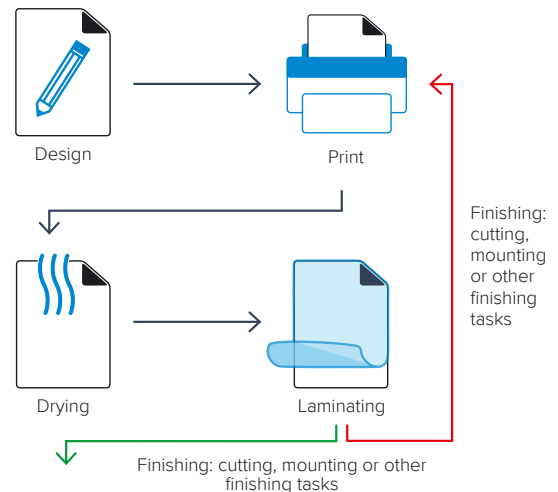 Design
Print
Finishing:
cutting,
mounting
or other
finishing
tasks
Drying
Laminating
Finishing: cutting, mounting or other
finishing tasks